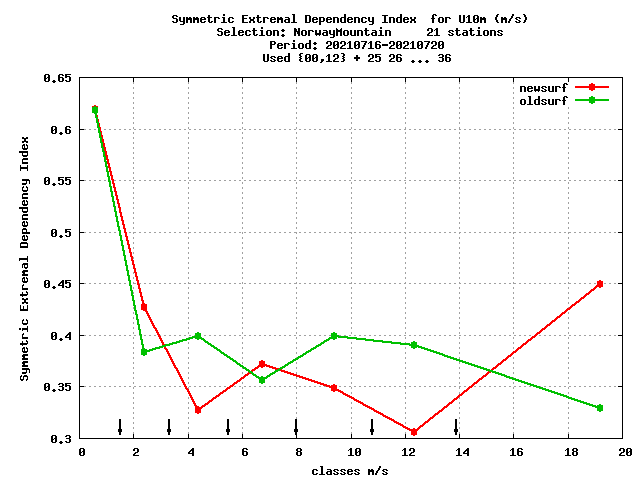 Symmetric Extremal Dependency Index  for U10m (m/s)
Selection: NorwayMountain     21 stations
Period: 20210716-20210720
Used {00,12} + 25 26 ... 36
newsurf
oldsurf
Symmetric Extremal Dependency Index
0.65
0.6
0.55
0.5
0.45
0.4
0.35
0.3
0 2 4 6 8 10 12 14 16 18 20
classes m/s